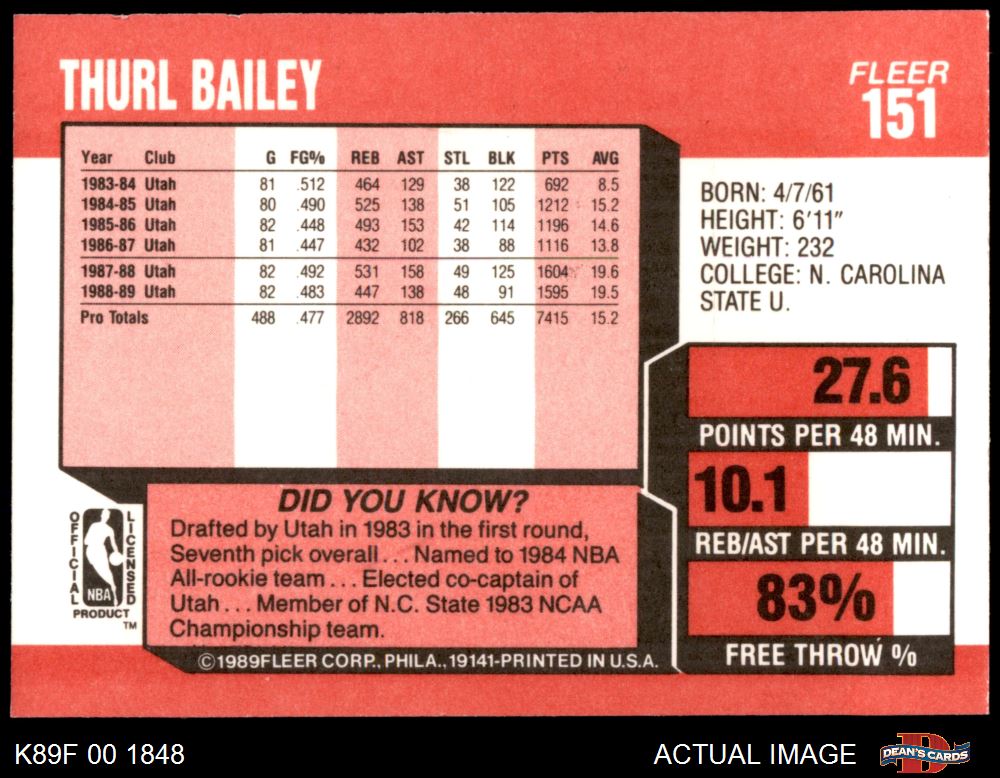 THURL BAILEY
FLEER
151
Year Club G FG% REB AST STL BLK PTS AVG
1983-84 Utah 81 .512 464 129 38 122 692 8.5
1984-85 Utah 80 .490 525 138 51 105 1212 15.2
1985-86 Utah 82 .448 493 153 42 114 1196 14.6
1986-87 Utah 81 .447 432 102 38 88 1116 13.8
1987-88 Utah 82 .492 531 158 49 125 1604 19.6
1988-89 Utah 82 .483 447 138 48 91 1595 19.5
Pro Totals 488 .477 2892 818 266 645 7415 15.2
BORN: 4/7/61
HEIGHT: 6'11"
WEIGHT: 232
COLLEGE: N. CAROLINA
STATE U.
27.6
POINTS PER 48 MIN.
10.1
REB/AST PER 48 MIN.
83%
FREE THROW %
DID YOU KNOW?
Drafted by Utah in 1983 in the first round,
Seventh pick overall... Named to 1984 NBA
All-rookie team... Elected co-captain of
Utah... Member of N.C. State 1983 NCAA
Championship team.
OFFICIAL
LICENSED
NBA
PRODUCT
TM
©1989FLEER CORP., PHILA., 19141-PRINTED IN U.S.A.
K89F 00 1848
ACTUAL IMAGE
D
DEAN'S CARDS